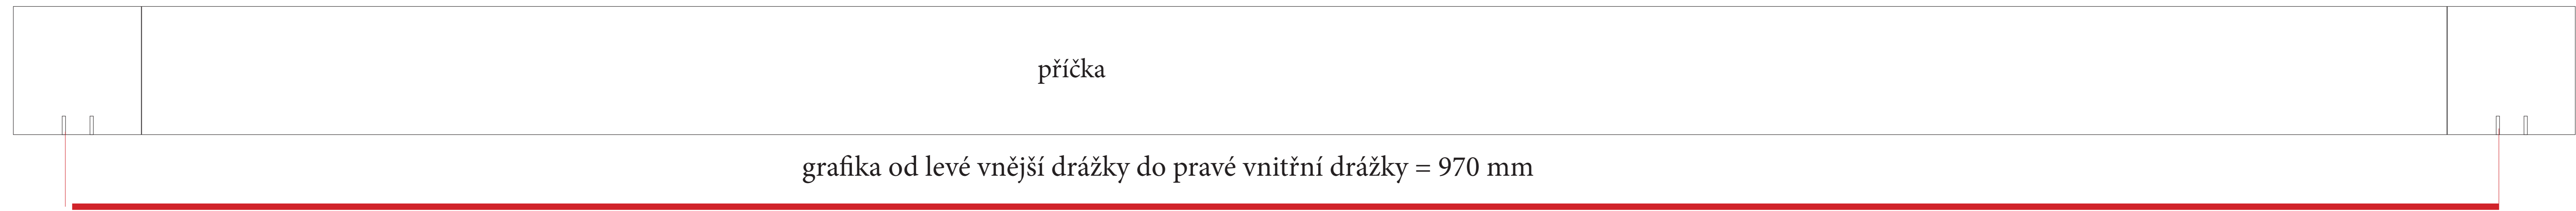 příčka
grafika od levé vnější drážky do pravé vnitřní drážky = 970 mm